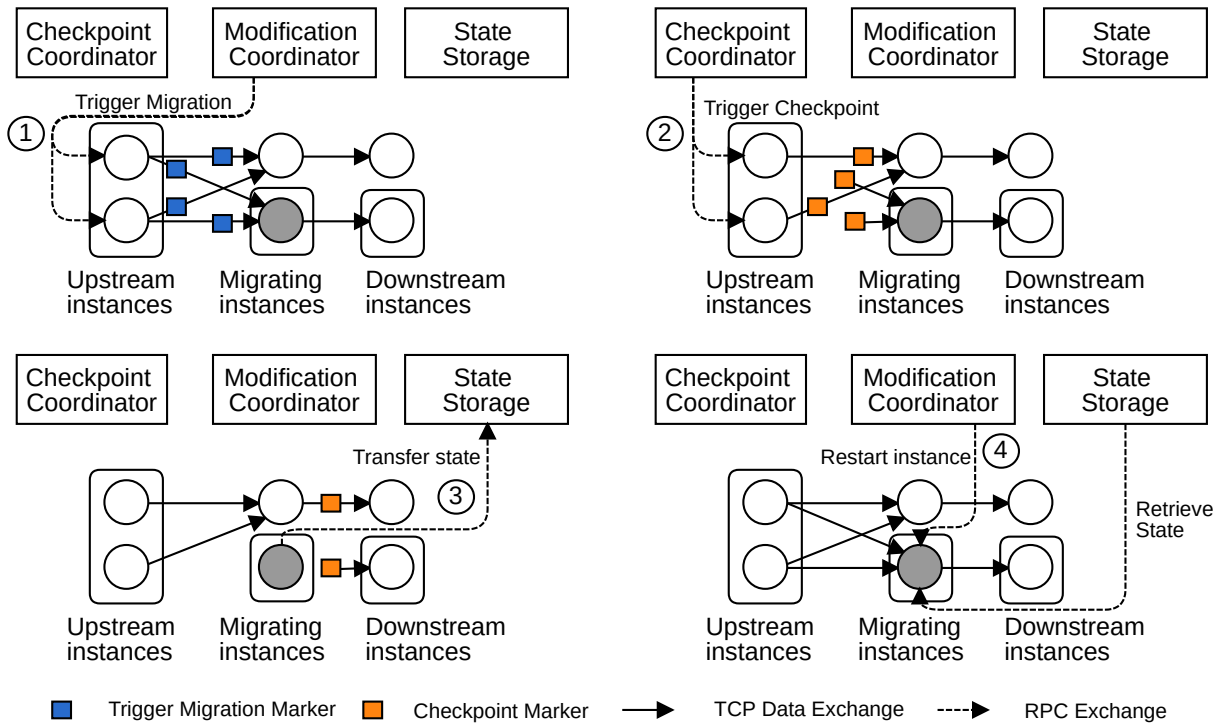 Checkpoint
Coordinator
Modification
Coordinator
State
Storage
Trigger Migration
1
Upstream
instances
Migrating
instances
Downstream
instances
Checkpoint
Coordinator
Modification
Coordinator
State
Storage
Trigger Checkpoint
2
Upstream
instances
Migrating
instances
Downstream
instances
Checkpoint
Coordinator
Modification
Coordinator
State
Storage
Transfer state
3
Upstream
instances
Migrating
instances
Downstream
instances
Checkpoint
Coordinator
Modification
Coordinator
State
Storage
Restart instance
4
Retrieve
State
Upstream
instances
Migrating
instances
Downstream
instances
Trigger Migration Marker
Checkpoint Marker
TCP Data Exchange
RPC Exchange